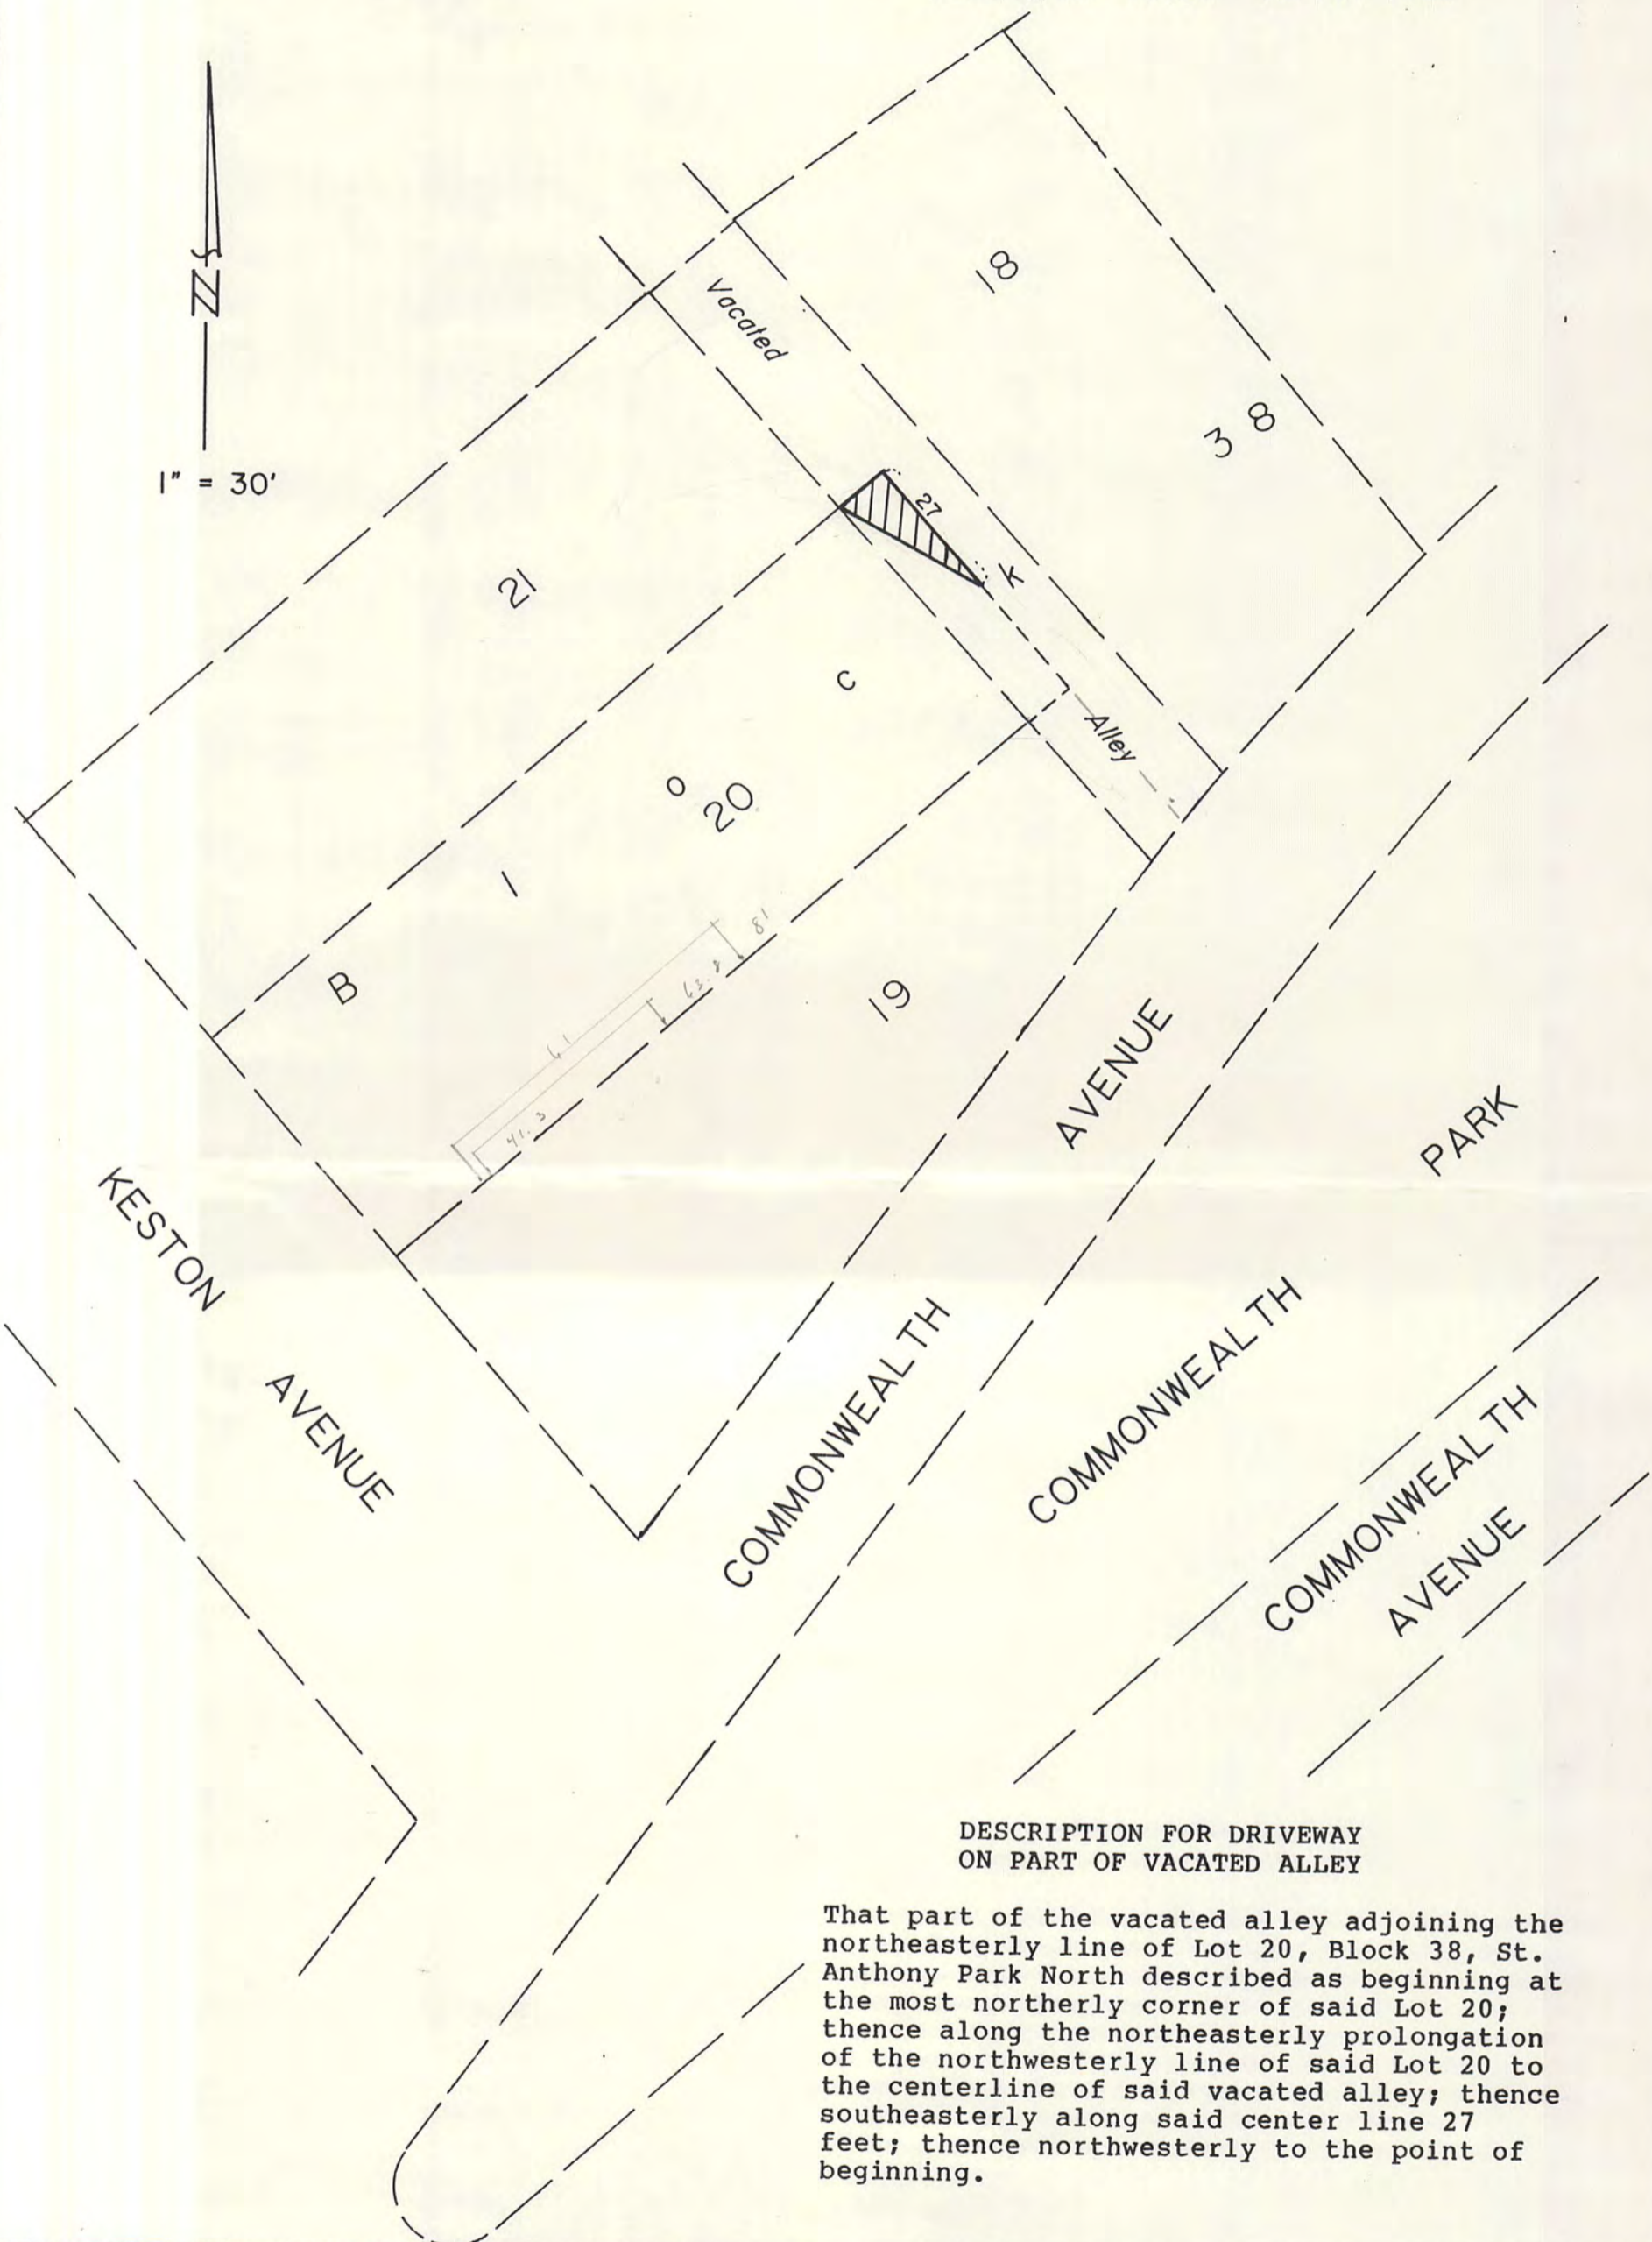 N
1" = 30'
Vacated
18
38
27
21
K
C
Alley
O
20
1
81
63.8
B
19
61
41.3
AVENUE
PARK
KESTON
AVENUE
COMMONWEALTH
COMMONWEALTH
COMMONWEALTH
AVENUE
DESCRIPTION FOR DRIVEWAY
ON PART OF VACATED ALLEY
That part of the vacated alley adjoining the
northeasterly line of Lot 20, Block 38, St.
Anthony Park North described as beginning at
the most northerly corner of said Lot 20;
thence along the northeasterly prolongation
of the northwesterly line of said Lot 20 to
the centerline of said vacated alley; thence
southeasterly along said center line 27
feet; thence northwesterly to the point of
beginning.